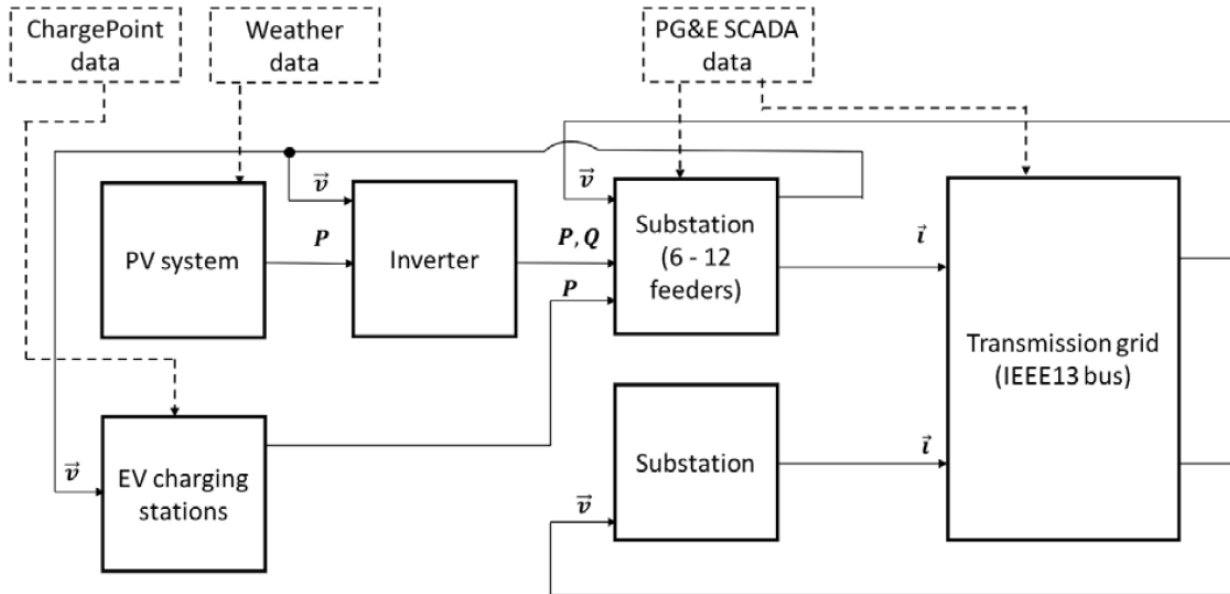 ChargePoint
data
Weather
data
PG&E SCADA
data
v⃗
v⃗
PV system
P
Inverter
P, Q
P
Substation
(6 - 12
feeders)
i⃗
Transmission grid
(IEEE13 bus)
v⃗
EV charging
stations
Substation
i⃗
v⃗